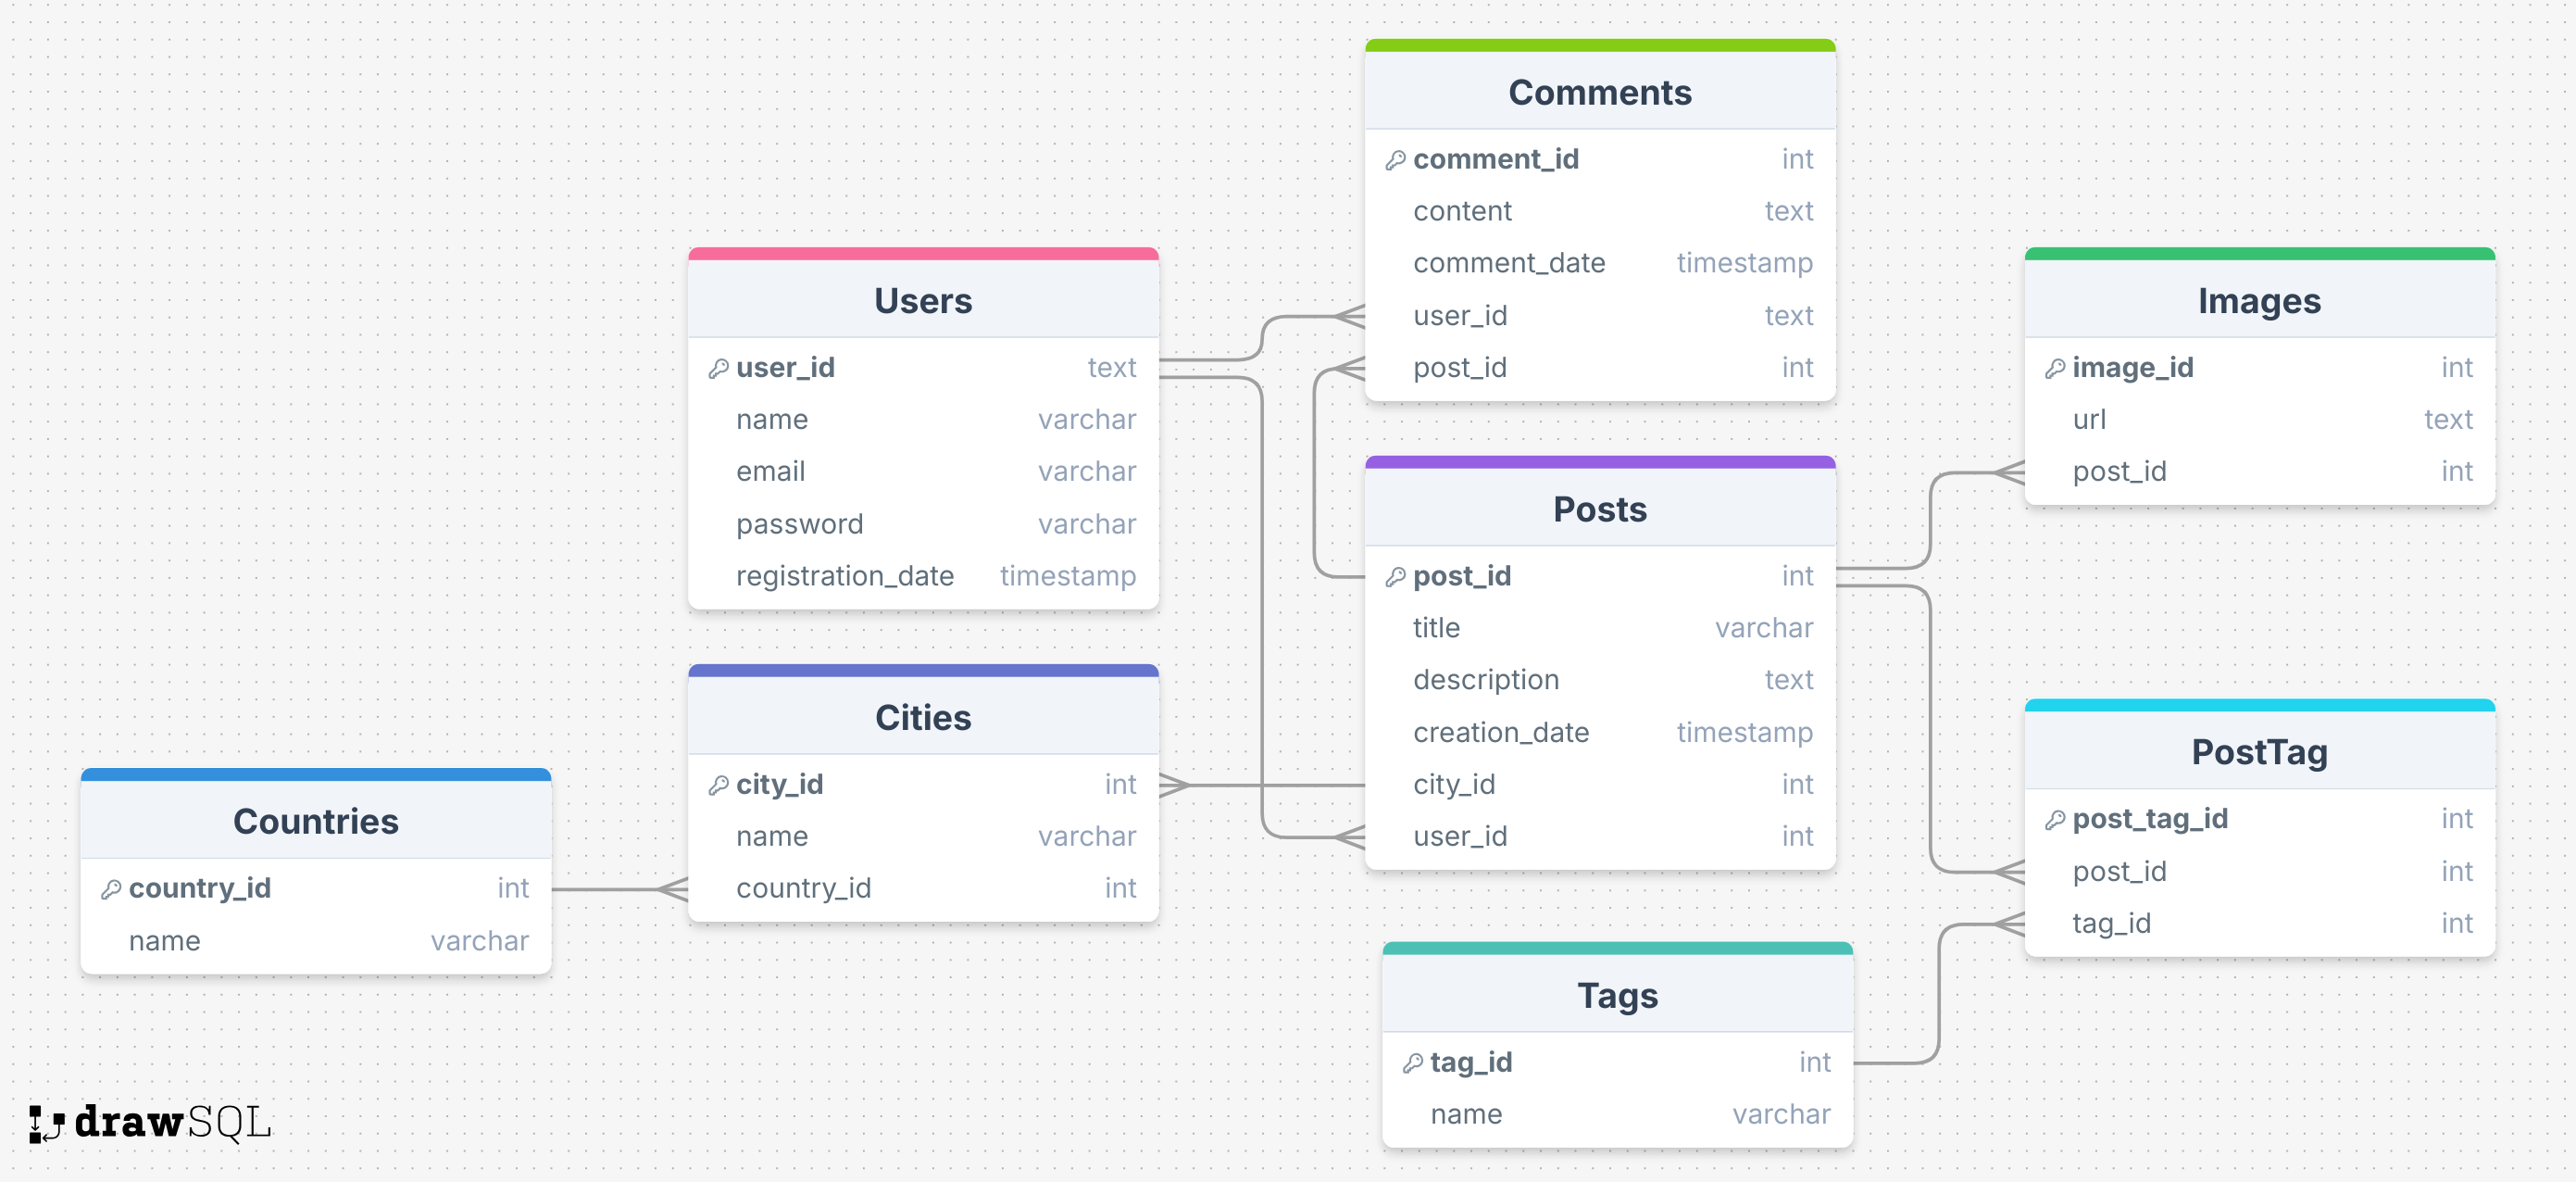 Comments
comment_id int
content text
comment_date timestamp
user_id text
post_id int
Users
user_id text
name varchar
email varchar
password varchar
registration_date timestamp
Images
image_id int
url text
post_id int
Posts
post_id int
title varchar
description text
creation_date timestamp
city_id int
user_id int
Cities
city_id int
name varchar
country_id int
Countries
country_id int
name varchar
PostTag
post_tag_id int
post_id int
tag_id int
Tags
tag_id int
name varchar
drawSQL